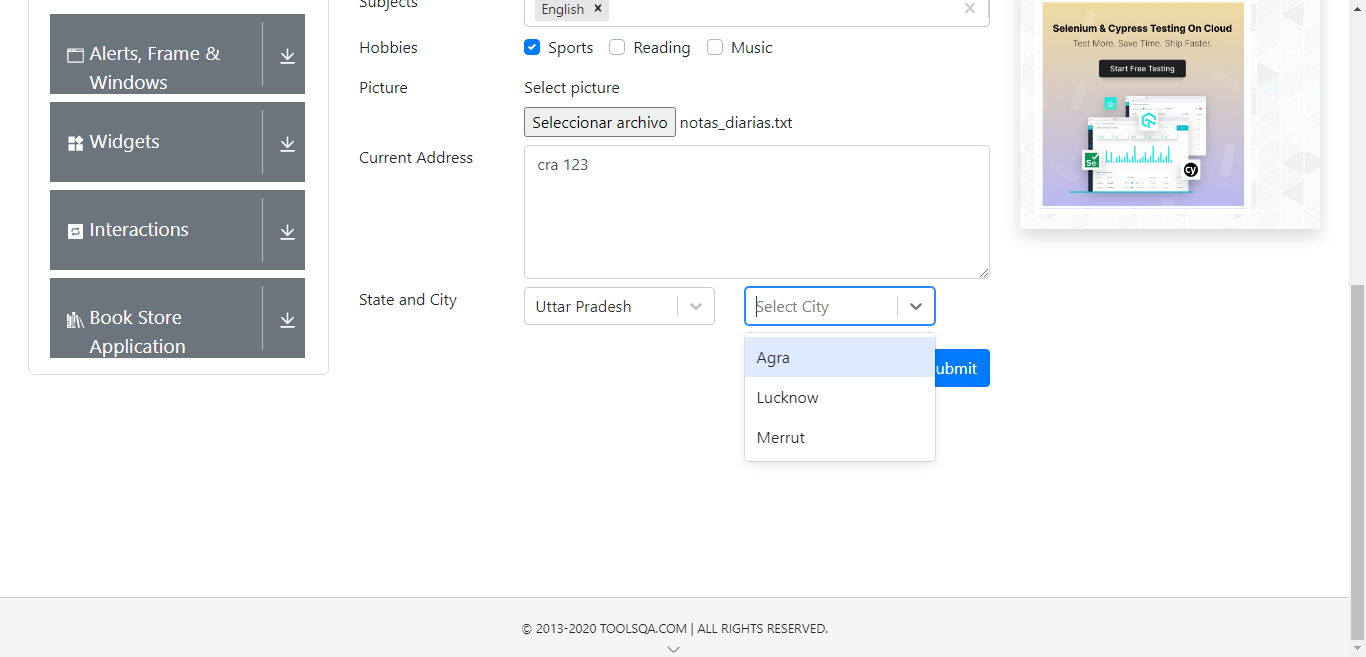 Alerts, Frame &
Windows
Widgets
Interactions
Book Store
Application
Subjects
English ×
Hobbies
Sports Reading Music
Picture
Select picture
Seleccionar archivo notas_diarias.txt
Current Address
cra 123
State and City
Uttar Pradesh
Select City
Agra
Lucknow
Merrut
ubmit
Selenium & Cypress Testing On Cloud
Test More. Save Time. Ship Faster.
Start Free Testing
Se
cy
© 2013-2020 TOOLSQA.COM | ALL RIGHTS RESERVED.